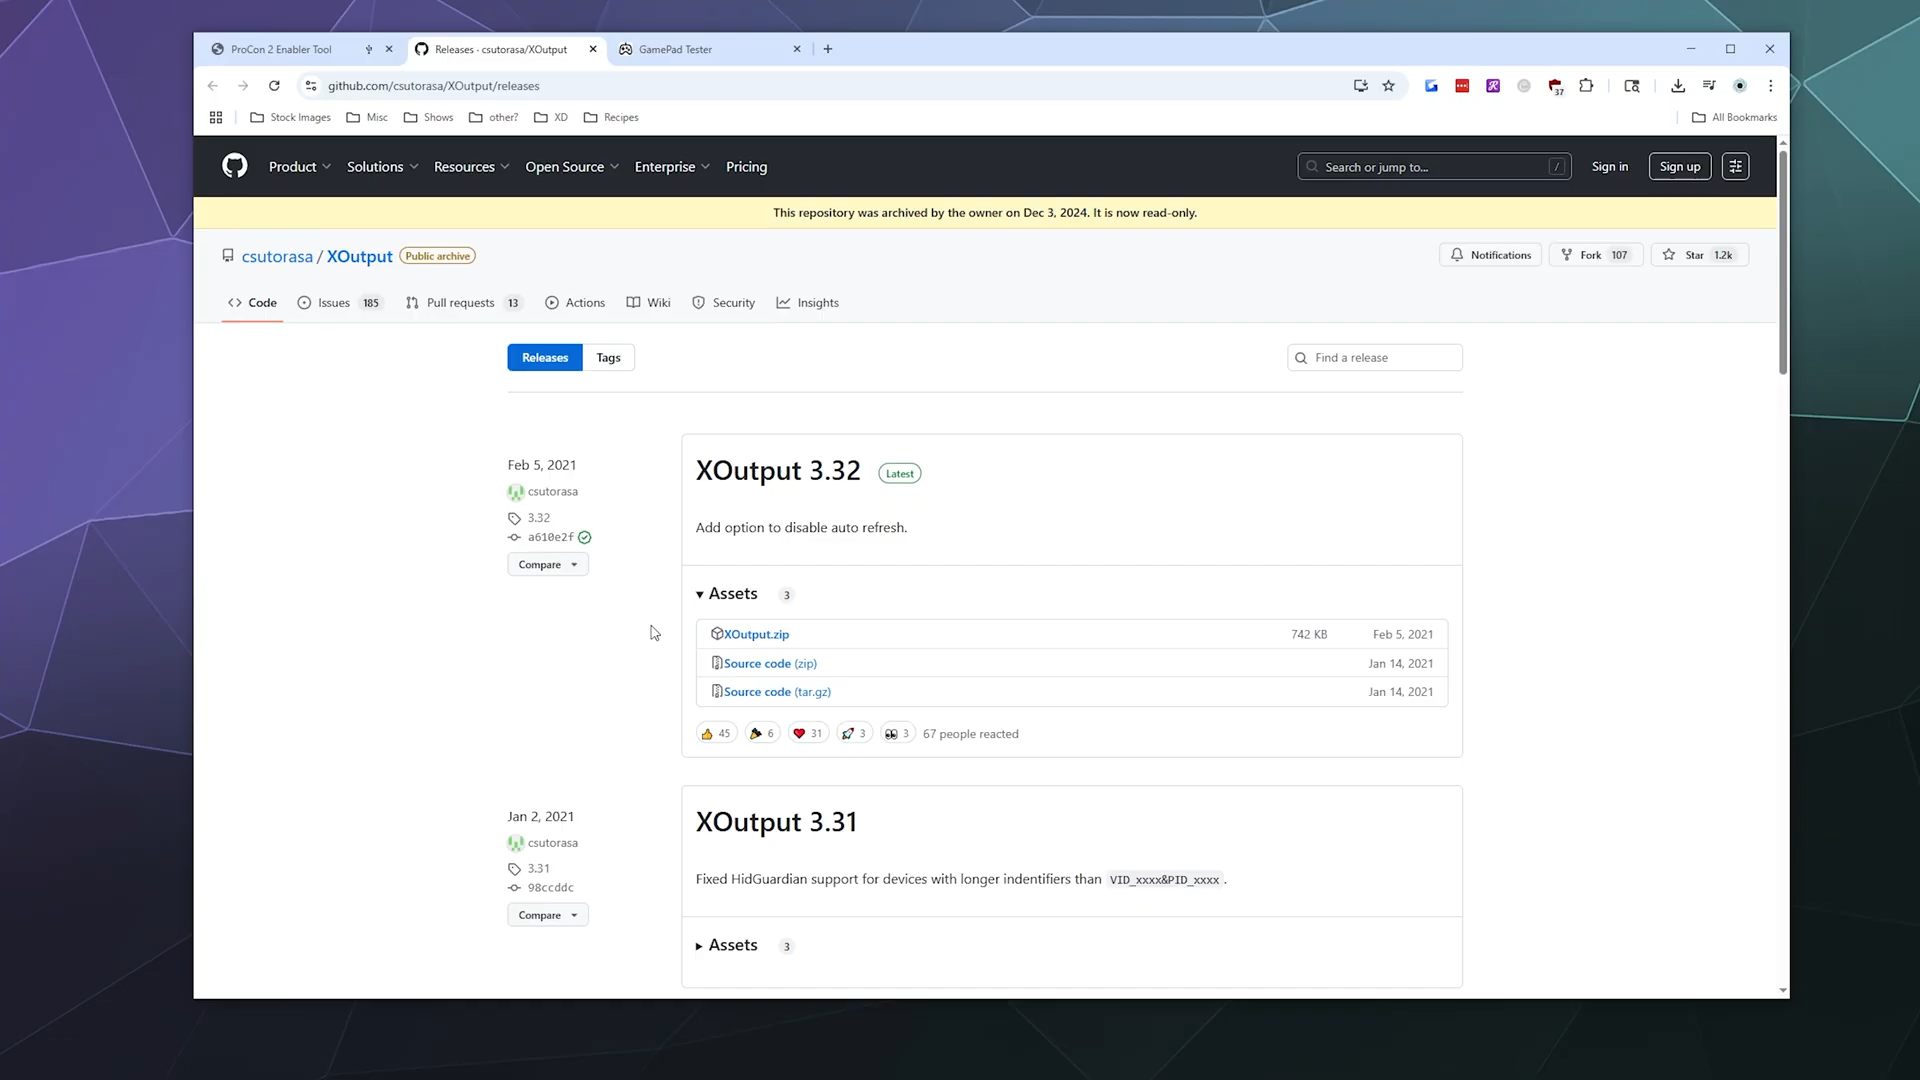 ProCon 2 Enabler Tool
Releases · csutorasa/XOutput
GamePad Tester
github.com/csutorasa/XOutput/releases
37
Stock Images
Misc
Shows
other?
XD
Recipes
All Bookmarks
Product
Solutions
Resources
Open Source
Enterprise
Pricing
Search or jump to...
/
Sign in
Sign up
This repository was archived by the owner on Dec 3, 2024. It is now read-only.
csutorasa / XOutput Public archive
Notifications
Fork 107
Star 1.2k
Code
Issues 185
Pull requests 13
Actions
Wiki
Security
Insights
Releases
Tags
Find a release
Feb 5, 2021
csutorasa
3.32
a610e2f
Compare
XOutput 3.32 Latest
Add option to disable auto refresh.
Assets 3
XOutput.zip 742 KB Feb 5, 2021
Source code (zip) Jan 14, 2021
Source code (tar.gz) Jan 14, 2021
45 6 31 3 3 67 people reacted
Jan 2, 2021
csutorasa
3.31
98ccddc
Compare
XOutput 3.31
Fixed HidGuardian support for devices with longer indentifiers than VID_xxxx&PID_xxxx .
Assets 3